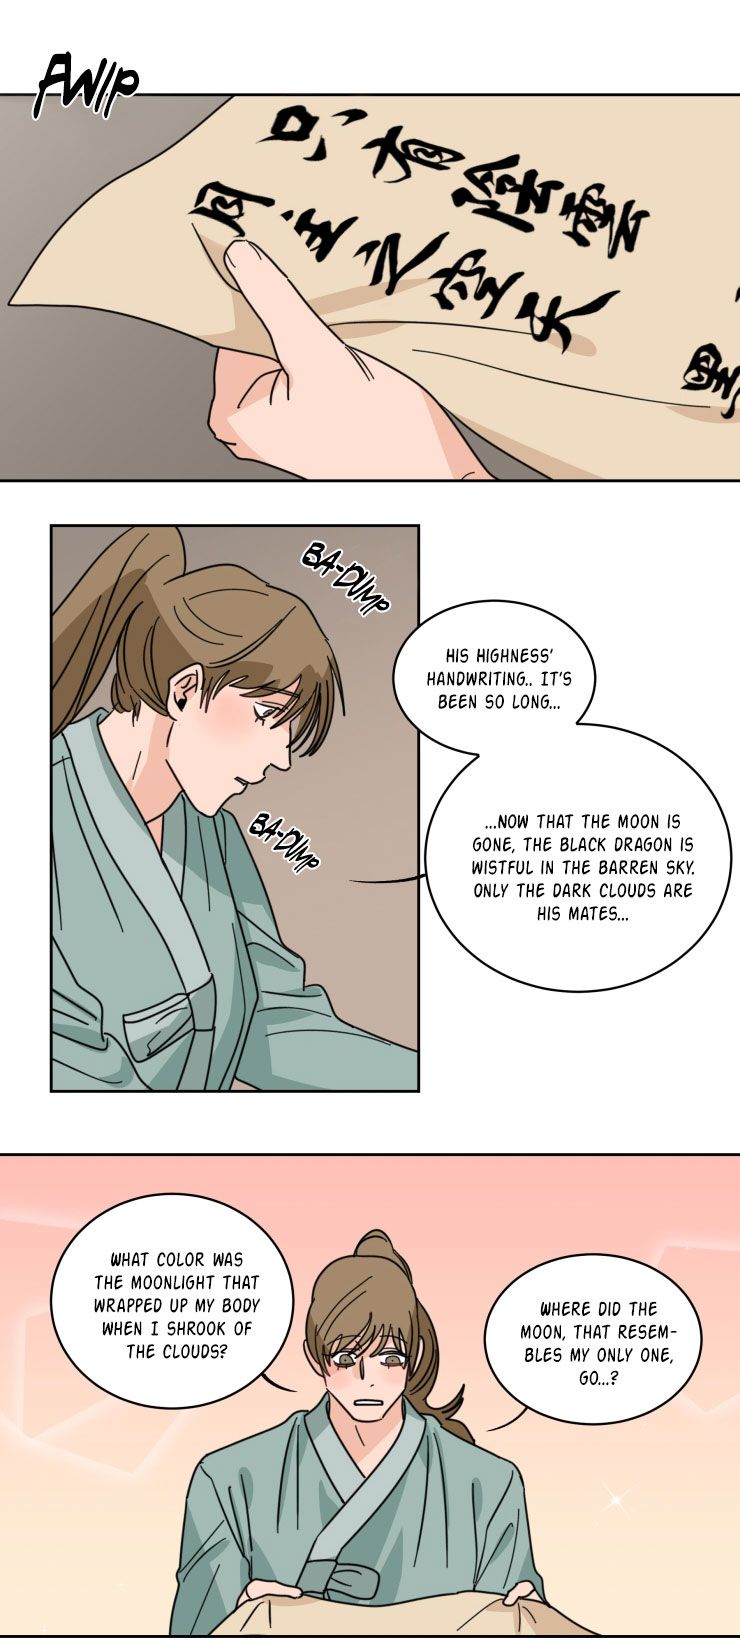 FWIP
只有陰雲
之空
BA-DUMP
HIS HIGHNESS'
HANDWRITING.. IT'S
BEEN SO LONG...
BA-DUMP
...NOW THAT THE MOON IS
GONE, THE BLACK DRAGON IS
WISTFUL IN THE BARREN SKY.
ONLY THE DARK CLOUDS ARE
HIS MATES...
WHAT COLOR WAS
THE MOONLIGHT THAT
WRAPPED UP MY BODY
WHEN I SHROOK OF
THE CLOUDS?
WHERE DID THE
MOON, THAT RESEM-
BLES MY ONLY ONE,
GO...?